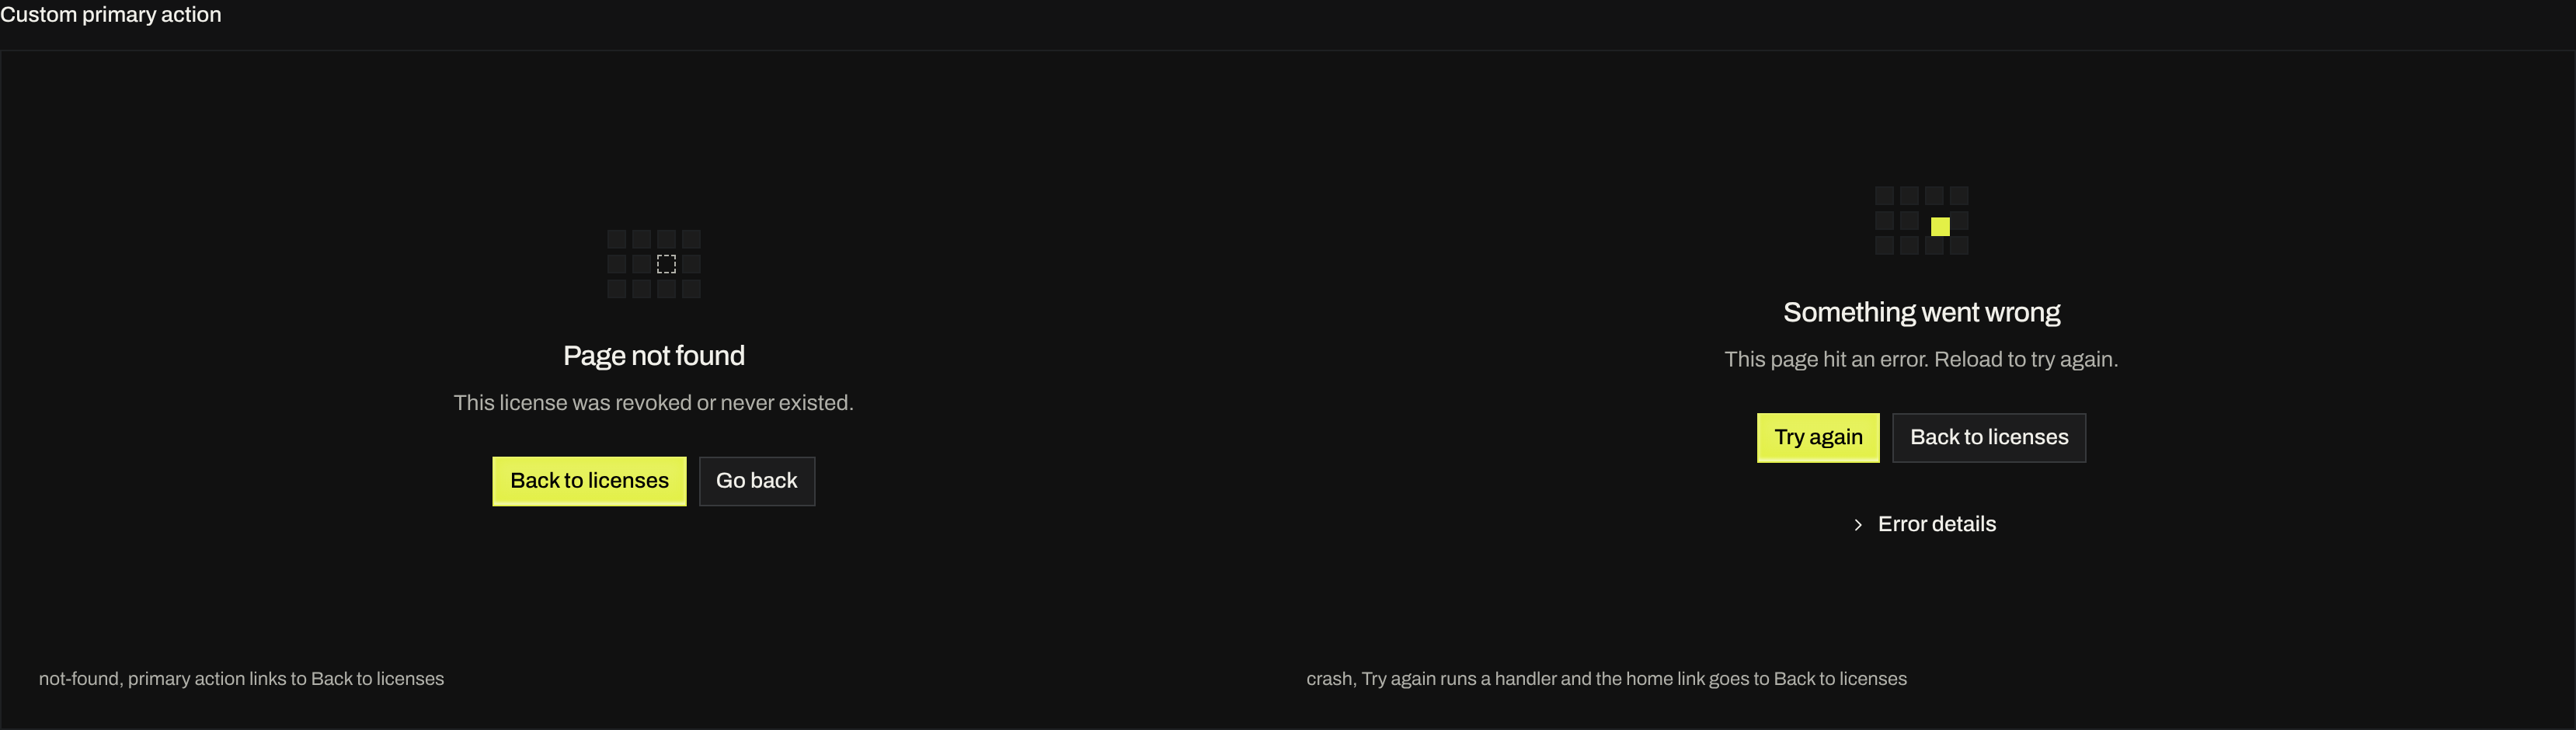 Custom primary action
Page not found
This license was revoked or never existed.
Back to licenses
Go back
not-found, primary action links to Back to licenses
Something went wrong
This page hit an error. Reload to try again.
Try again
Back to licenses
Error details
crash, Try again runs a handler and the home link goes to Back to licenses